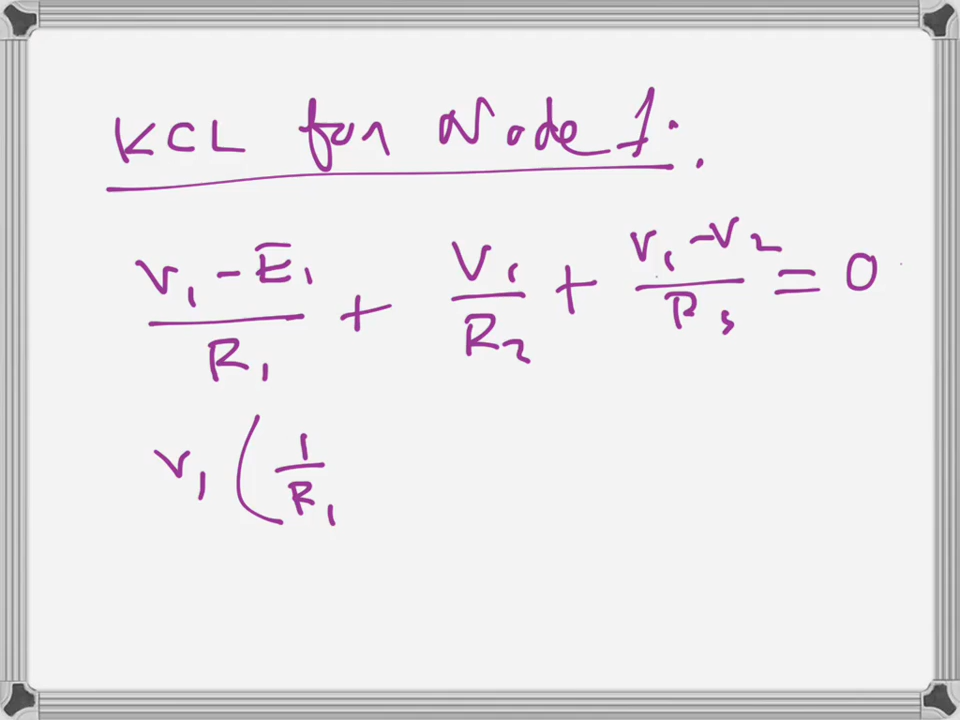 KCL for Node 1:
(V₁ - E₁)/R₁ + V₁/R₂ + (V₁ - V₂)/R₃ = 0
V₁ (1/R₁